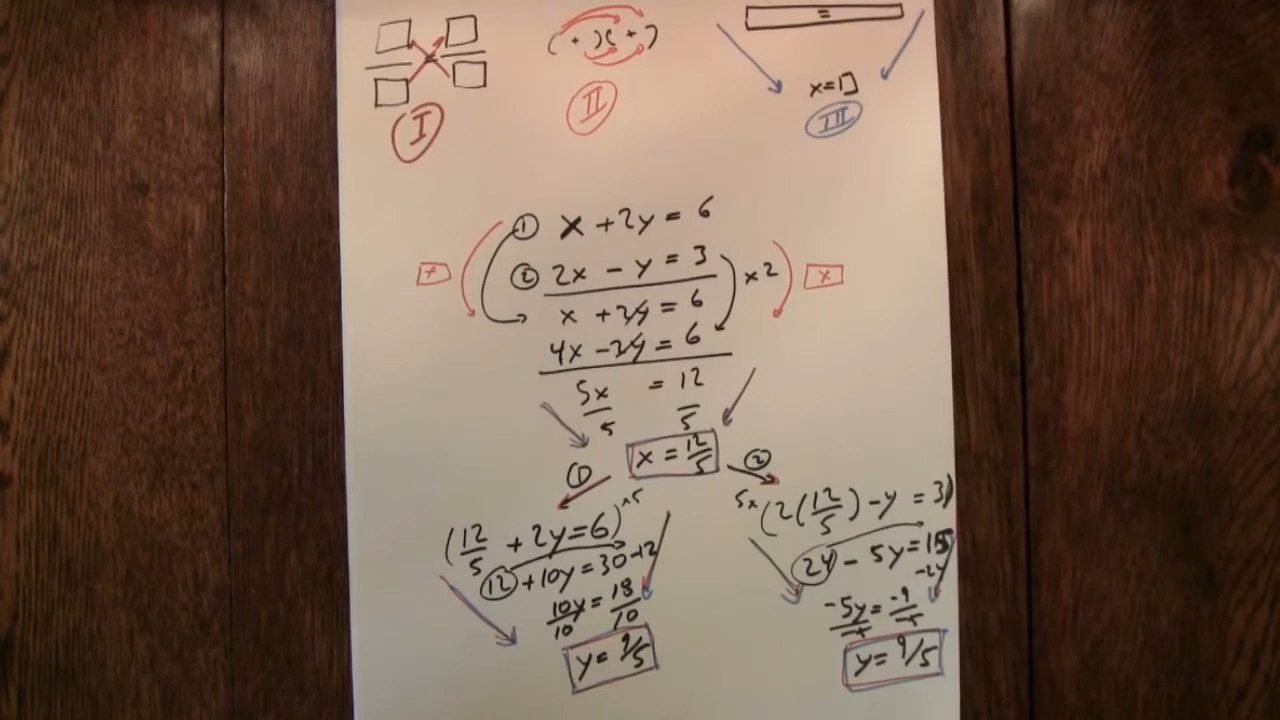 =
( + )( + )
x = □
I
II
III
① x + 2y = 6
+
② 2x - y = 3
x 2
x
x + 2y = 6
4x - 2y = 6
5x = 12
5 5
x = 12/5
① ②
(12/5 + 2y = 6) x5
12 + 10y = 30 - 12
10y = 18
10 10
y = 9/5
5x (2(12/5) - y = 3)
24 - 5y = 15
-24
-5y = -9
y = 9/5